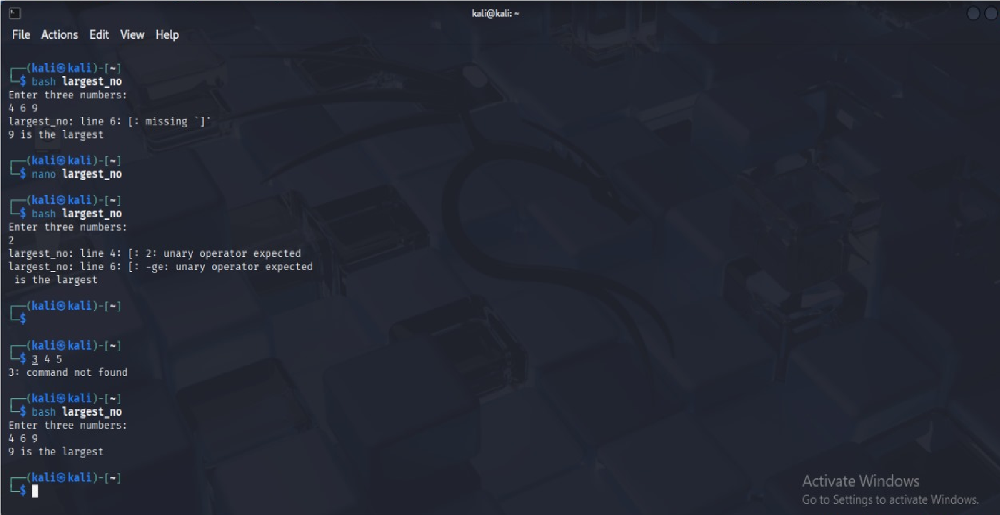 kali@kali: ~
File Actions Edit View Help
┌──(kali㉿kali)-[~]
└─$ bash largest_no
Enter three numbers:
4 6 9
largest_no: line 6: [: missing `]'
9 is the largest
┌──(kali㉿kali)-[~]
└─$ nano largest_no
┌──(kali㉿kali)-[~]
└─$ bash largest_no
Enter three numbers:
2
largest_no: line 4: [: 2: unary operator expected
largest_no: line 6: [: -ge: unary operator expected
 is the largest
┌──(kali㉿kali)-[~]
└─$
┌──(kali㉿kali)-[~]
└─$ 3 4 5
3: command not found
┌──(kali㉿kali)-[~]
└─$ bash largest_no
Enter three numbers:
4 6 9
9 is the largest
┌──(kali㉿kali)-[~]
└─$
Activate Windows
Go to Settings to activate Windows.